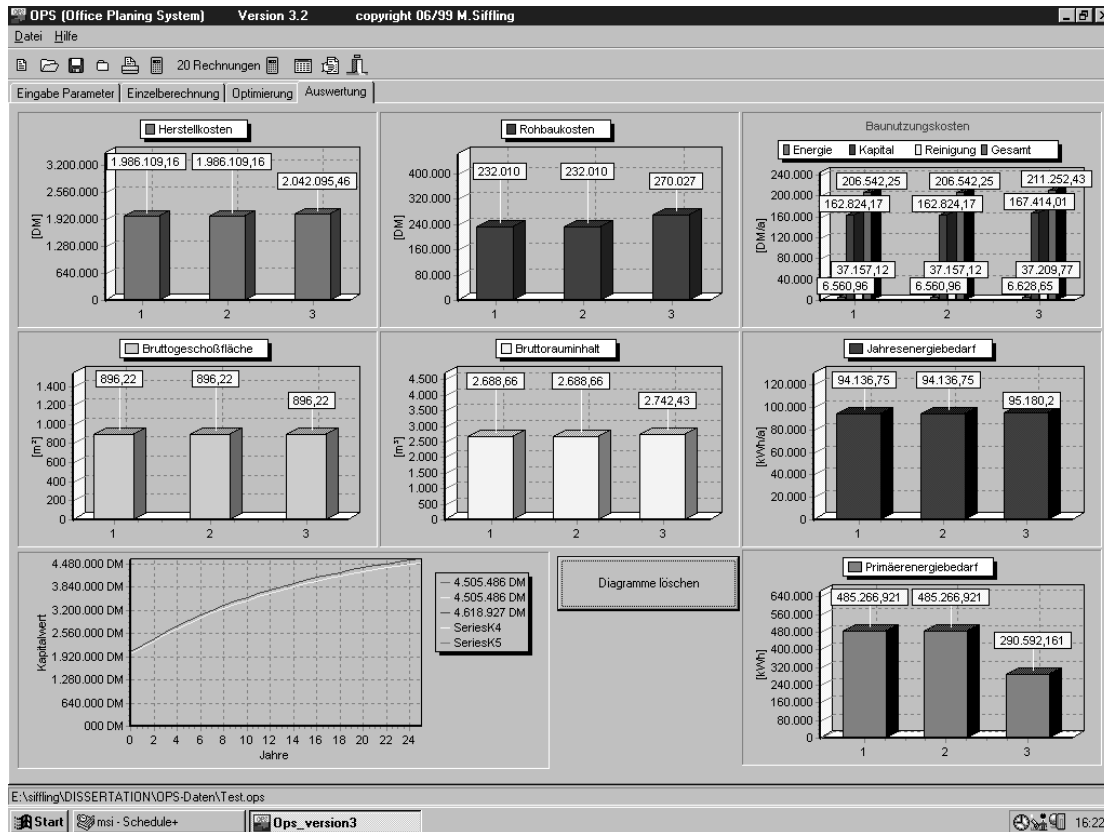 OPS (Office Planing System) Version 3.2 copyright 06/99 M.Siffling
Datei Hilfe
20 Rechnungen
Eingabe Parameter Einzelberechnung Optimierung Auswertung
Herstellkosten
1.986.109,16 1.986.109,16 2.042.095,46
3.200.000
2.560.000
1.920.000
1.280.000
640.000
0
[DM]
1 2 3
Rohbaukosten
232.010 232.010 270.027
400.000
320.000
240.000
160.000
80.000
0
[DM]
1 2 3
Baunutzungskosten
Energie Kapital Reinigung Gesamt
206.542,25 206.542,25 211.252,43
162.824,17 162.824,17 167.414,01
37.157,12 37.157,12 37.209,77
6.560,96 6.560,96 6.628,65
240.000
200.000
160.000
120.000
80.000
40.000
0
[DM/a]
1 2 3
Bruttogeschoßfläche
896,22 896,22 896,22
1.400
1.200
1.000
800
600
400
200
0
[m²]
1 2 3
Bruttorauminhalt
2.688,66 2.688,66 2.742,43
4.500
4.000
3.500
3.000
2.500
2.000
1.500
1.000
500
0
[m³]
1 2 3
Jahresenergiebedarf
94.136,75 94.136,75 95.180,2
120.000
100.000
80.000
60.000
40.000
20.000
0
[kWh/a]
1 2 3
4.480.000 DM
3.840.000 DM
3.200.000 DM
2.560.000 DM
1.920.000 DM
1.280.000 DM
640.000 DM
000 DM
Kapitalwert
0 2 4 6 8 10 12 14 16 18 20 22 24
Jahre
4.505.486 DM
4.505.486 DM
4.618.927 DM
SeriesK4
SeriesK5
Diagramme löschen
Primäerenergiebedarf
485.266,921 485.266,921 290.592,161
640.000
560.000
480.000
400.000
320.000
240.000
160.000
80.000
0
[kWh]
1 2 3
E:\siffling\DISSERTATION\OPS-Daten\Test.ops
Start msi - Schedule+ Ops_version3 16:22